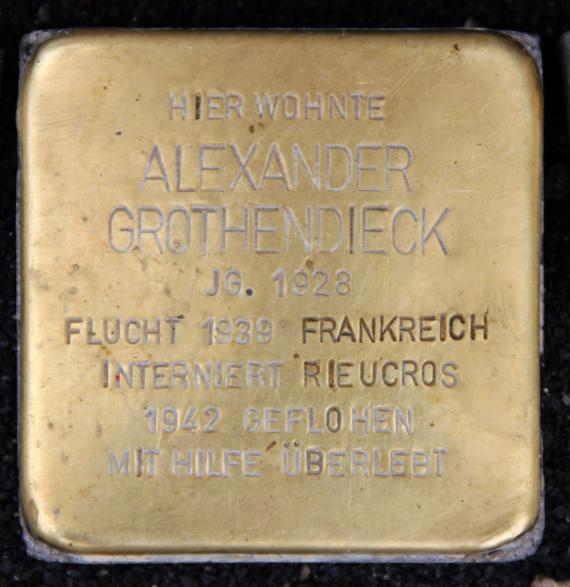 HIER WOHNTE
ALEXANDER
GROTHENDIECK
JG. 1928
FLUCHT 1939 FRANKREICH
INTERNIERT RIEUCROS
1942 GEFLOHEN
MIT HILFE ÜBERLEBT